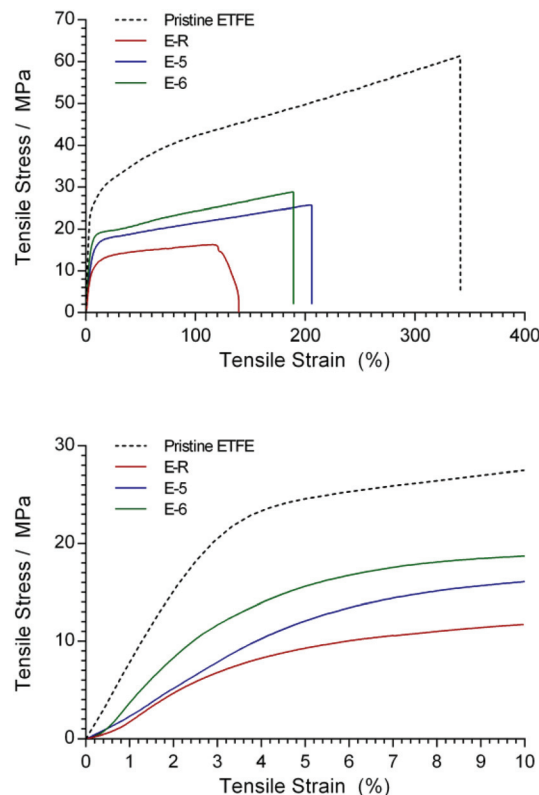 70
60
50
40
30
20
10
0
Tensile Stress / MPa
Pristine ETFE
E-R
E-5
E-6
0 100 200 300 400
Tensile Strain (%)
30
20
10
0
Tensile Stress / MPa
Pristine ETFE
E-R
E-5
E-6
0 1 2 3 4 5 6 7 8 9 10
Tensile Strain (%)